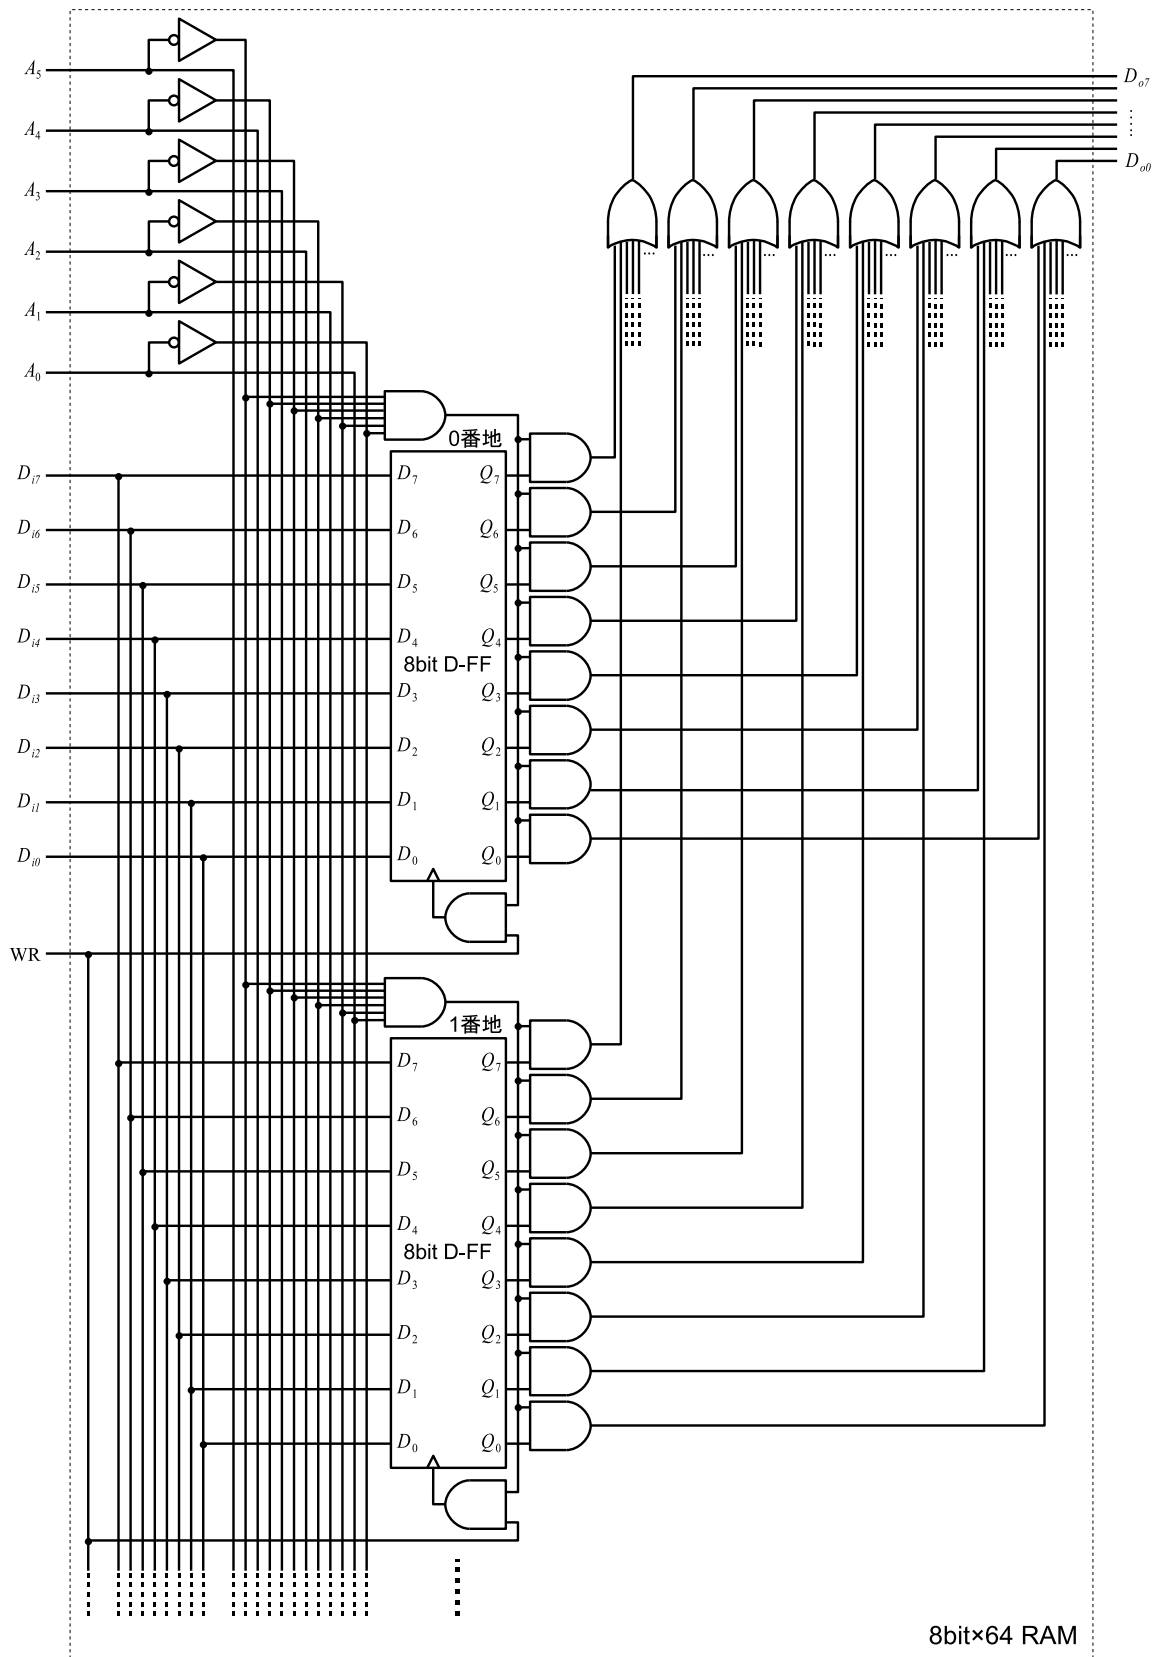 A5
A4
A3
A2
A1
A0
Do7
Do0
0番地
Di7 D7 Q7
Di6 D6 Q6
Di5 D5 Q5
Di4 D4 Q4
8bit D-FF
Di3 D3 Q3
Di2 D2 Q2
Di1 D1 Q1
Di0 D0 Q0
WR
1番地
D7 Q7
D6 Q6
D5 Q5
D4 Q4
8bit D-FF
D3 Q3
D2 Q2
D1 Q1
D0 Q0
8bit×64 RAM